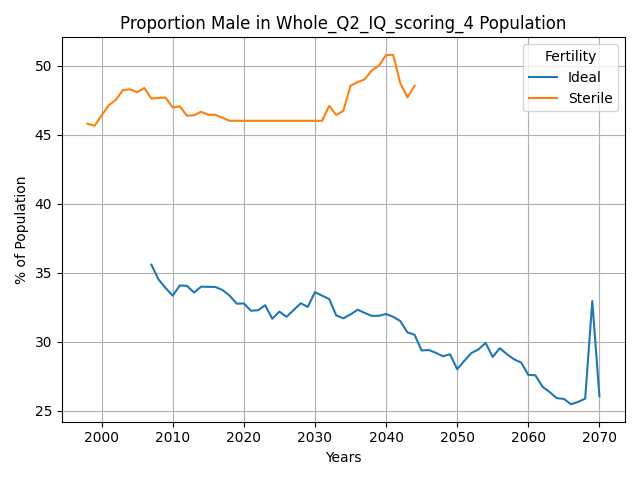 Proportion Male in Whole_Q2_IQ_scoring_4 Population
Fertility
Ideal
Sterile
% of Population
50
45
40
35
30
25
2000 2010 2020 2030 2040 2050 2060 2070
Years